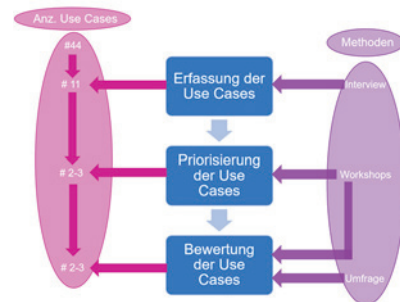 Anz. Use Cases
#44
# 11
# 2-3
# 2-3
Erfassung der
Use Cases
Priorisierung
der Use
Cases
Bewertung
der Use
Cases
Methoden
Interview
Workshops
Umfrage